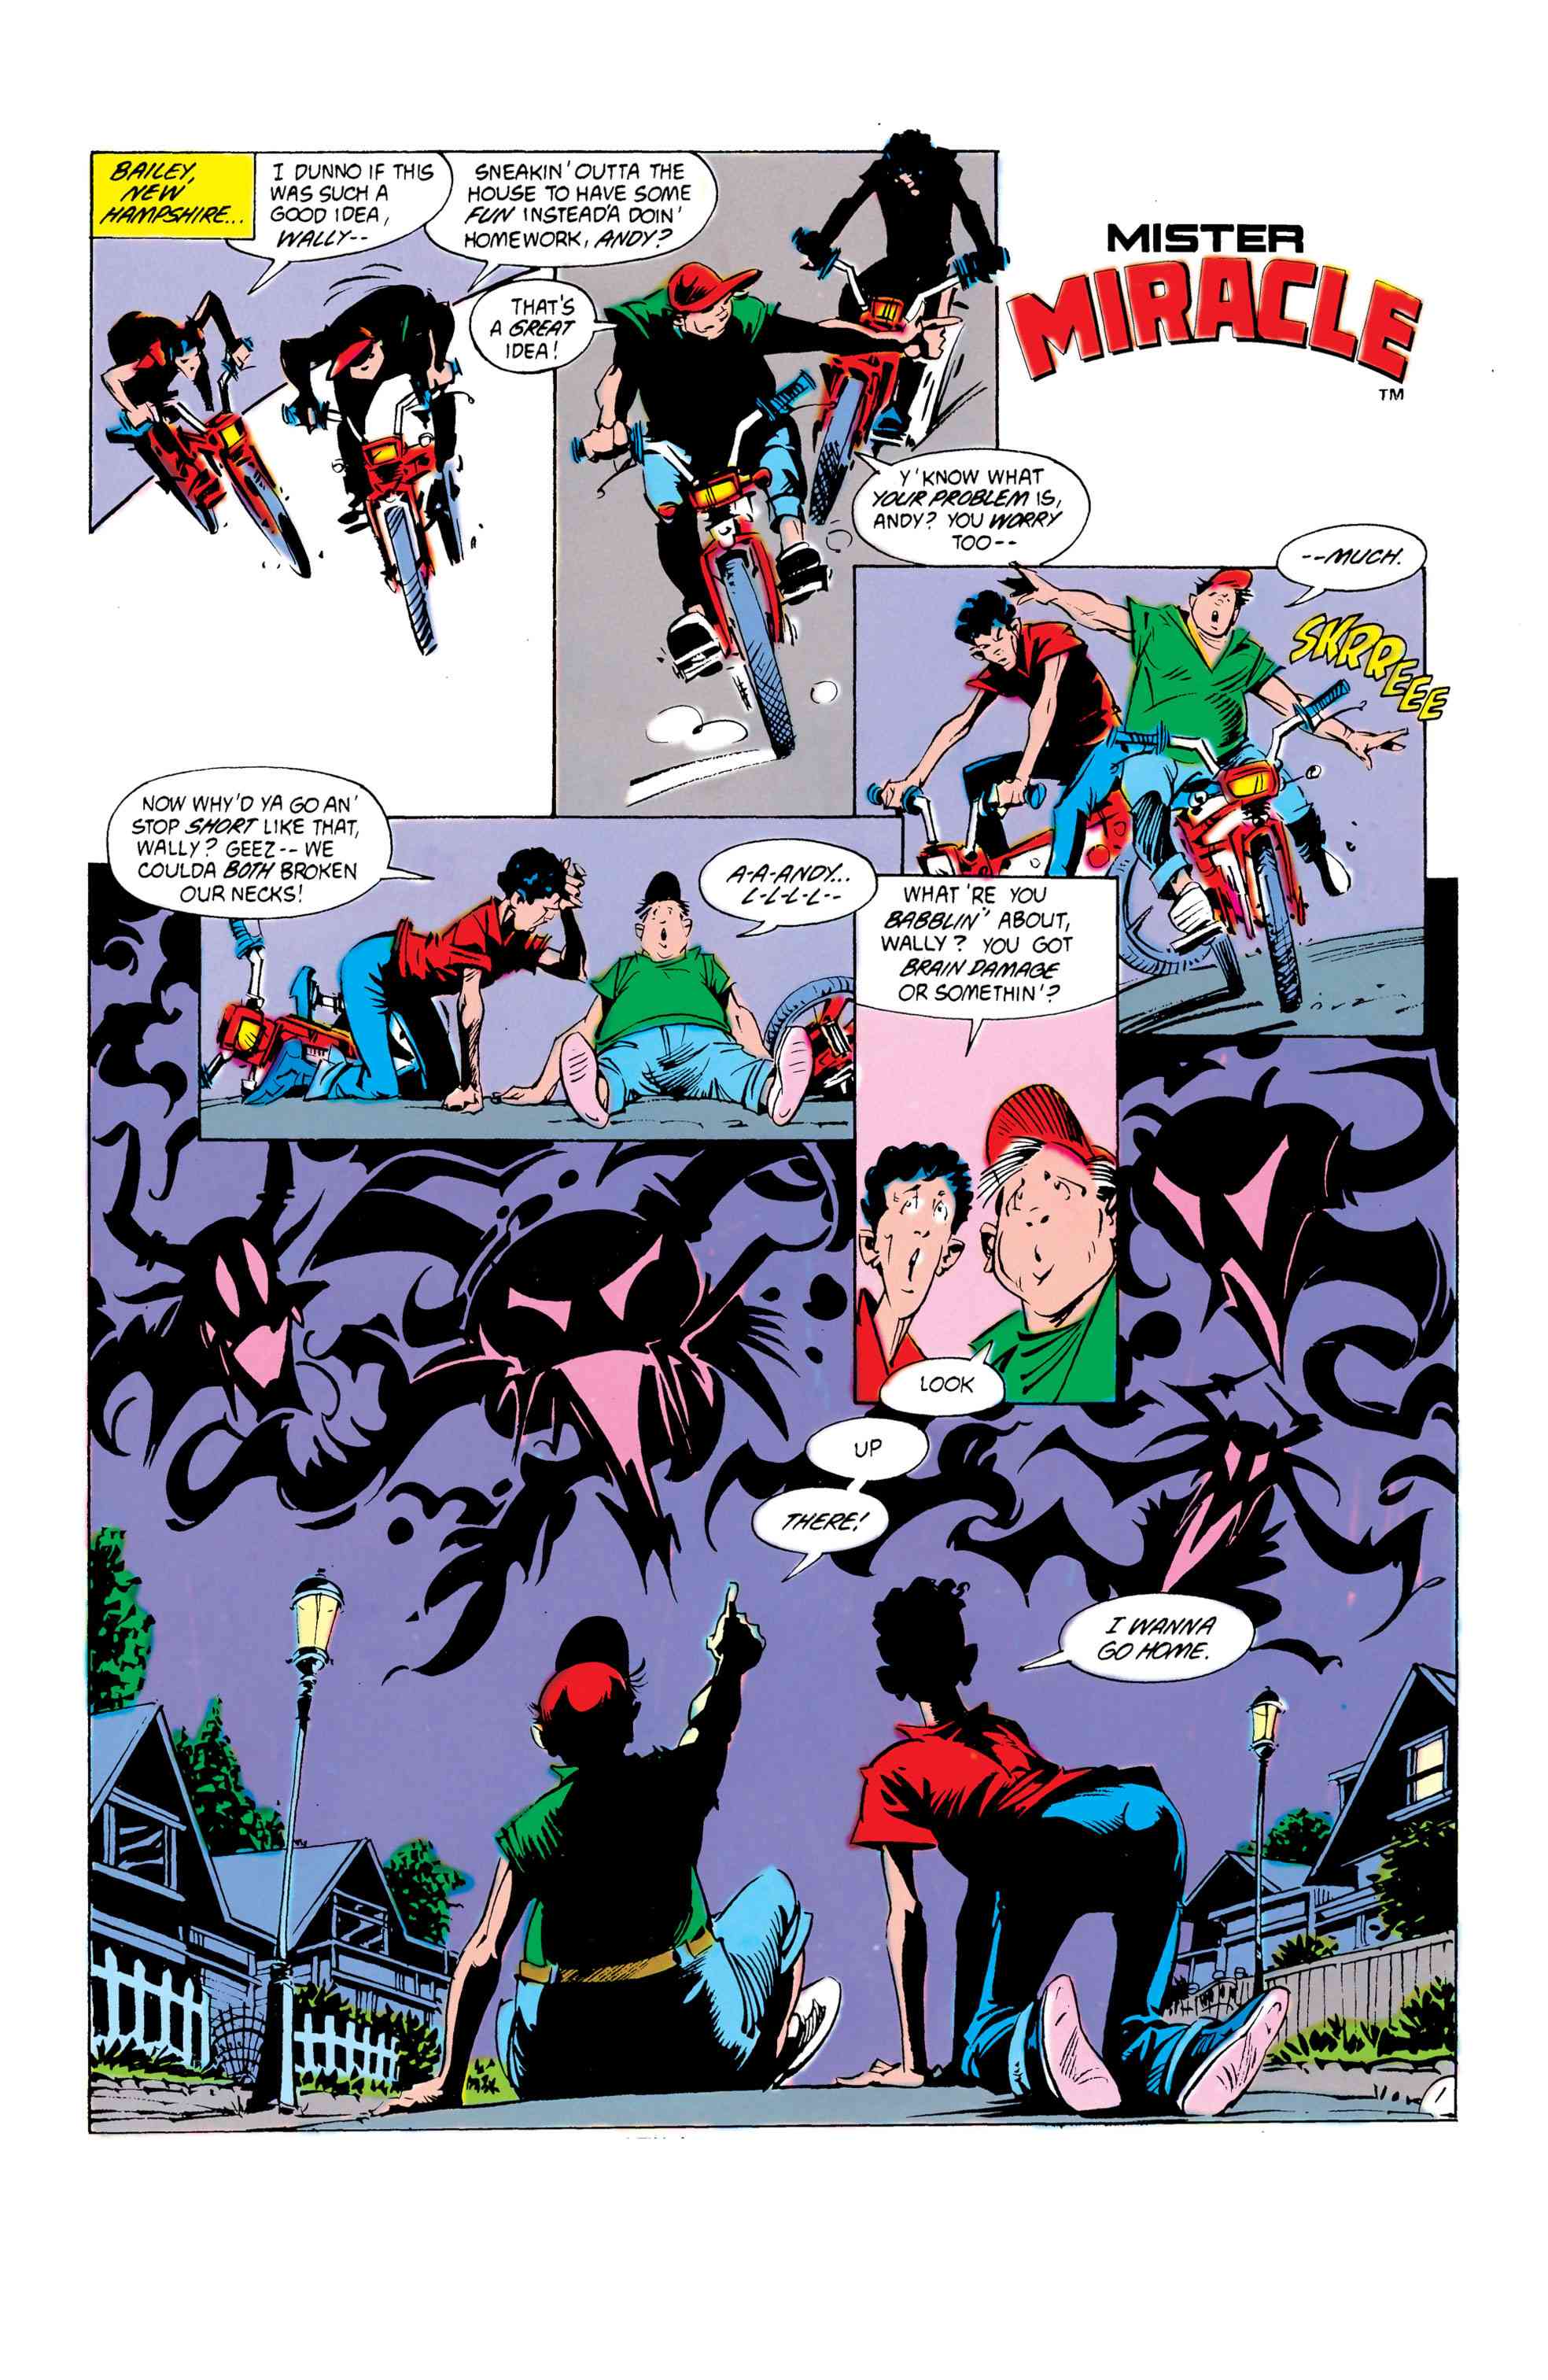 BAILEY,
NEW
HAMPSHIRE...
I DUNNO IF THIS
WAS SUCH A
GOOD IDEA,
WALLY--
SNEAKIN' OUTTA THE
HOUSE TO HAVE SOME
FUN INSTEAD'A DOIN'
HOMEWORK, ANDY?
THAT'S
A GREAT
IDEA!
MISTER
MIRACLE
TM
Y'KNOW WHAT
YOUR PROBLEM IS,
ANDY? YOU WORRY
TOO--
--MUCH.
SKRREEE
NOW WHY'D YA GO AN'
STOP SHORT LIKE THAT,
WALLY? GEEZ-- WE
COULDA BOTH BROKEN
OUR NECKS!
A-A-ANDY...
L-L-L-L--
WHAT'RE YOU
BABBLIN' ABOUT,
WALLY? YOU GOT
BRAIN DAMAGE
OR SOMETHIN'?
LOOK
UP
THERE!
I WANNA
GO HOME.
1